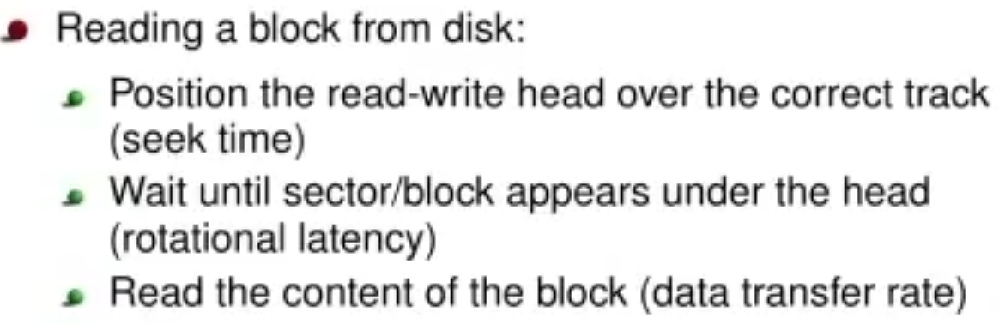 Reading a block from disk:
Position the read-write head over the correct track
(seek time)
Wait until sector/block appears under the head
(rotational latency)
Read the content of the block (data transfer rate)